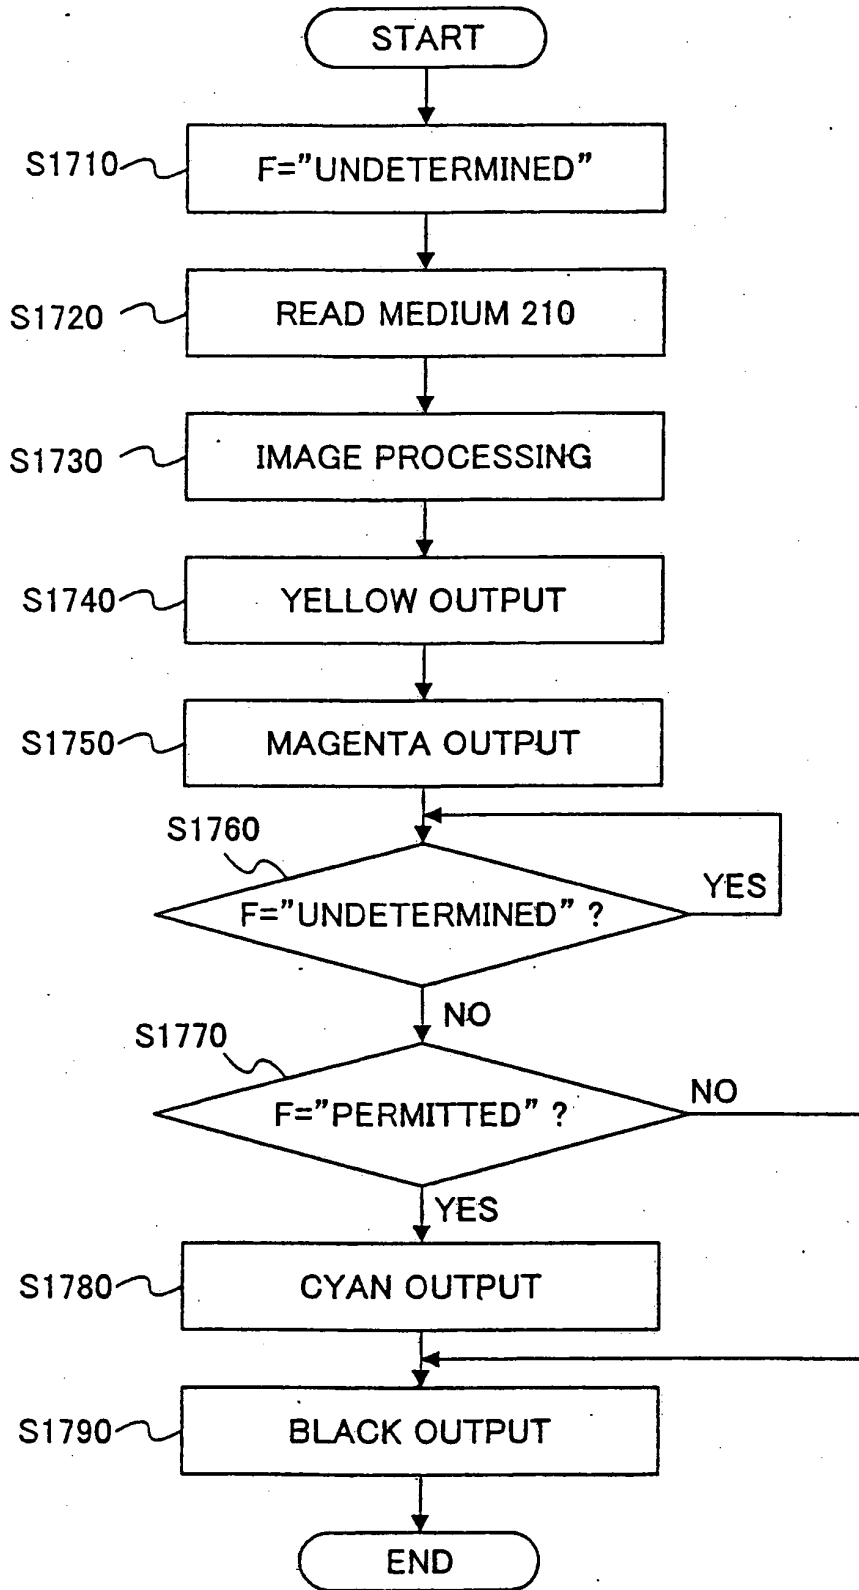 START
S1710
F="UNDETERMINED"
S1720
READ MEDIUM 210
S1730
IMAGE PROCESSING
S1740
YELLOW OUTPUT
S1750
MAGENTA OUTPUT
S1760
F="UNDETERMINED" ?
YES
NO
S1770
F="PERMITTED" ?
NO
YES
S1780
CYAN OUTPUT
S1790
BLACK OUTPUT
END